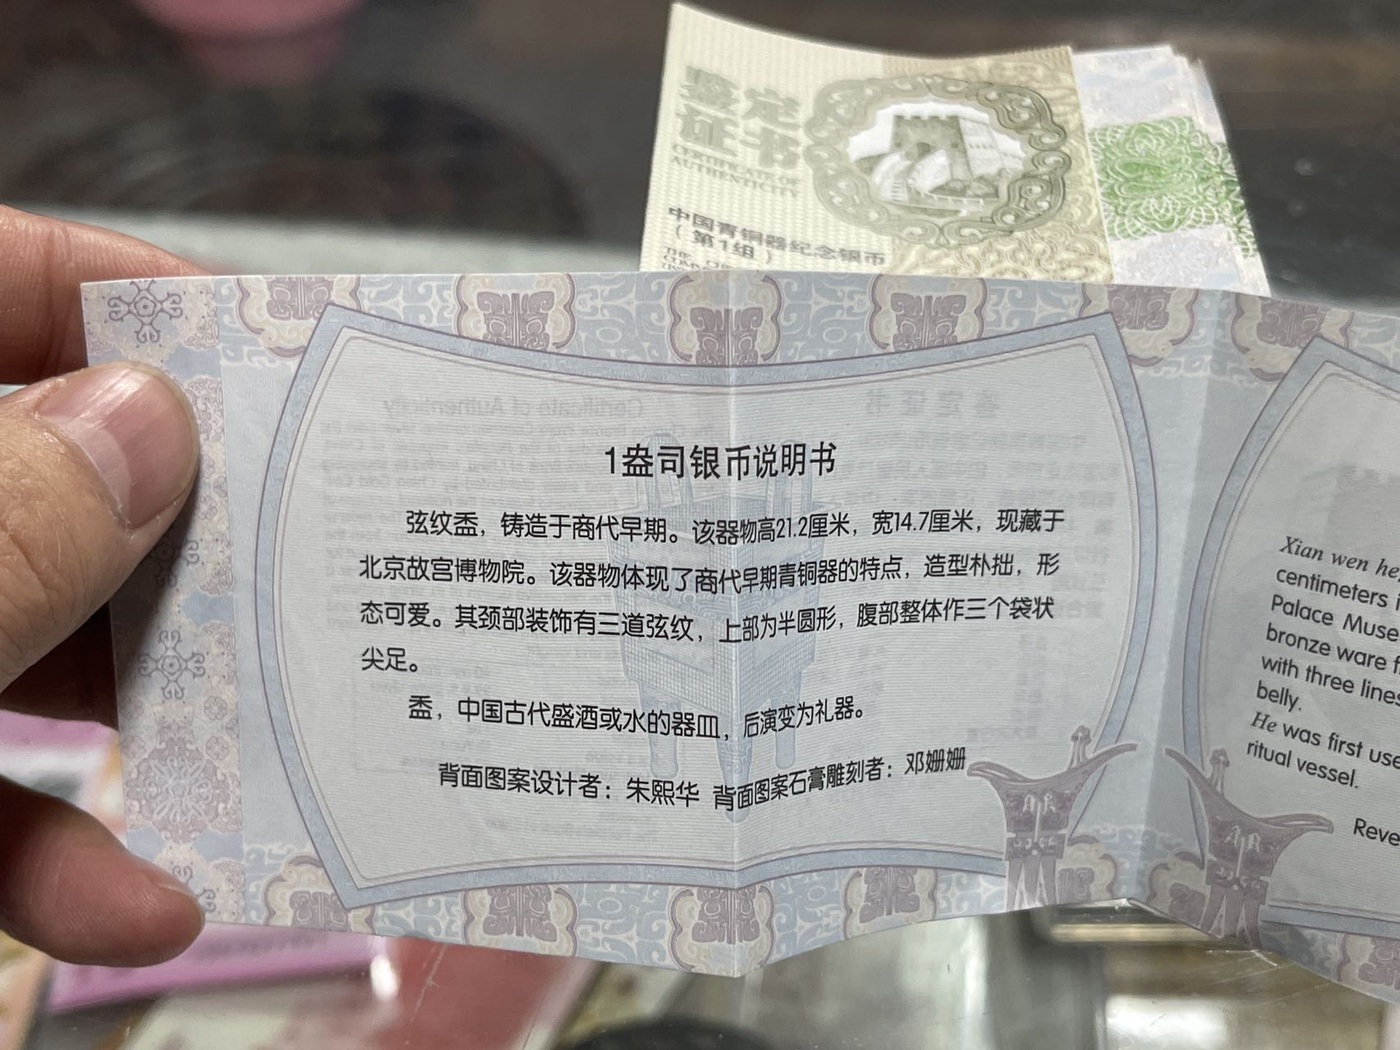 鉴定
证书
CERTIFICATE OF
AUTHENTICITY
中国青铜器纪念银币
（第1组）
1盎司银币说明书
弦纹盉，铸造于商代早期。该器物高21.2厘米，宽14.7厘米，现藏于
北京故宫博物院。该器物体现了商代早期青铜器的特点，造型朴拙，形
态可爱。其颈部装饰有三道弦纹，上部为半圆形，腹部整体作三个袋状
尖足。
盉，中国古代盛酒或水的器皿，后演变为礼器。
背面图案设计者：朱熙华 背面图案石膏雕刻者：邓姗姗
Xian wen he
centimeters
Palace Muse
bronze ware
with three lines
belly.
He was first use
ritual vessel.
Reve